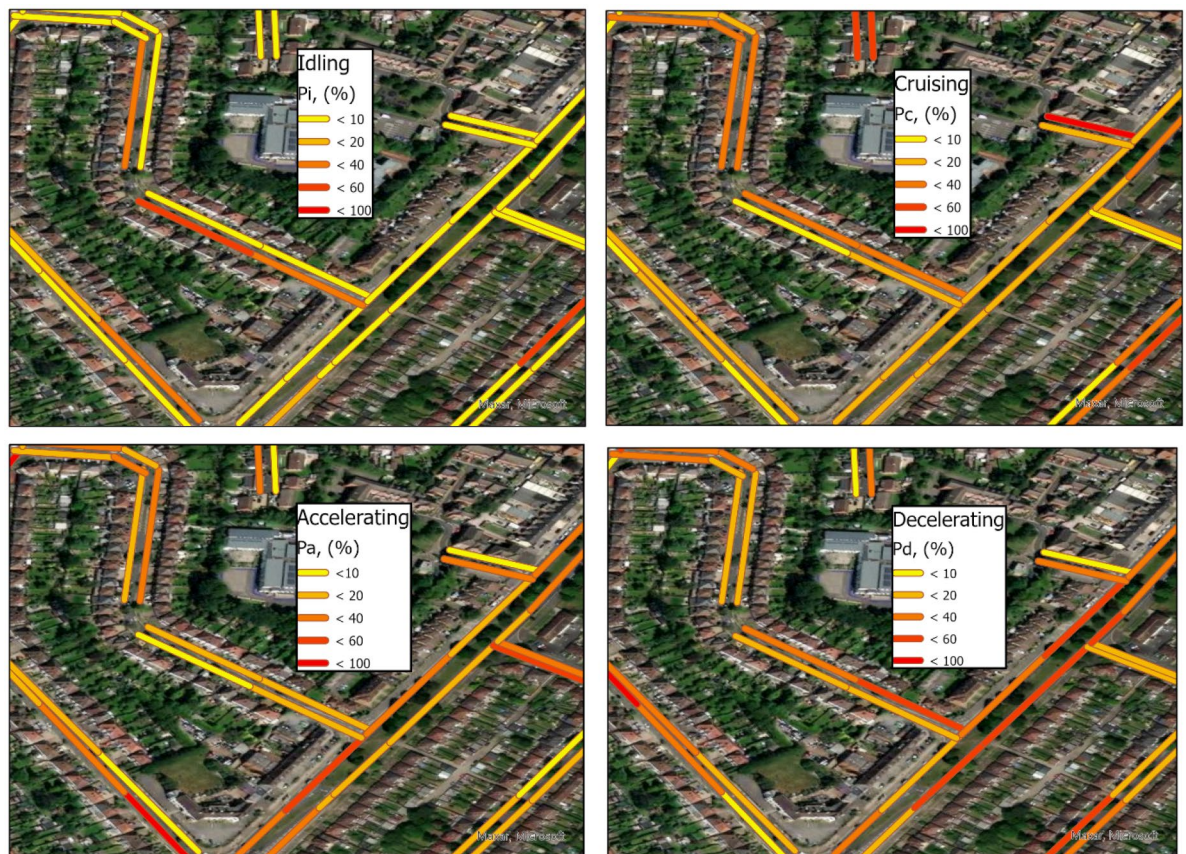 Idling
Pi, (%)
< 10
< 20
< 40
< 60
< 100
Maxar, Microsoft
Cruising
Pc, (%)
< 10
< 20
< 40
< 60
< 100
Maxar, Microsoft
Accelerating
Pa, (%)
<10
< 20
< 40
< 60
< 100
Maxar, Microsoft
Decelerating
Pd, (%)
< 10
< 20
< 40
< 60
< 100
Maxar, Microsoft